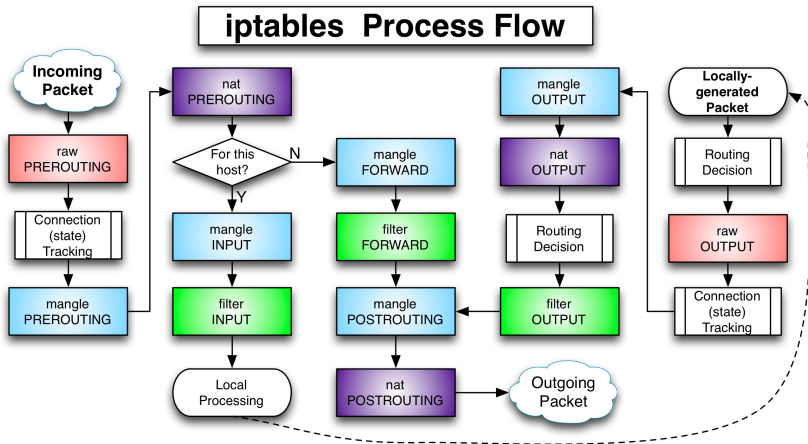 iptables  Process Flow
Incoming
Packet
raw
PREROUTING
Connection
(state)
Tracking
mangle
PREROUTING
nat
PREROUTING
For this
host?
N
Y
mangle
INPUT
filter
INPUT
Local
Processing
mangle
FORWARD
filter
FORWARD
mangle
POSTROUTING
nat
POSTROUTING
Outgoing
Packet
mangle
OUTPUT
nat
OUTPUT
Routing
Decision
filter
OUTPUT
Locally-
generated
Packet
Routing
Decision
raw
OUTPUT
Connection
(state)
Tracking